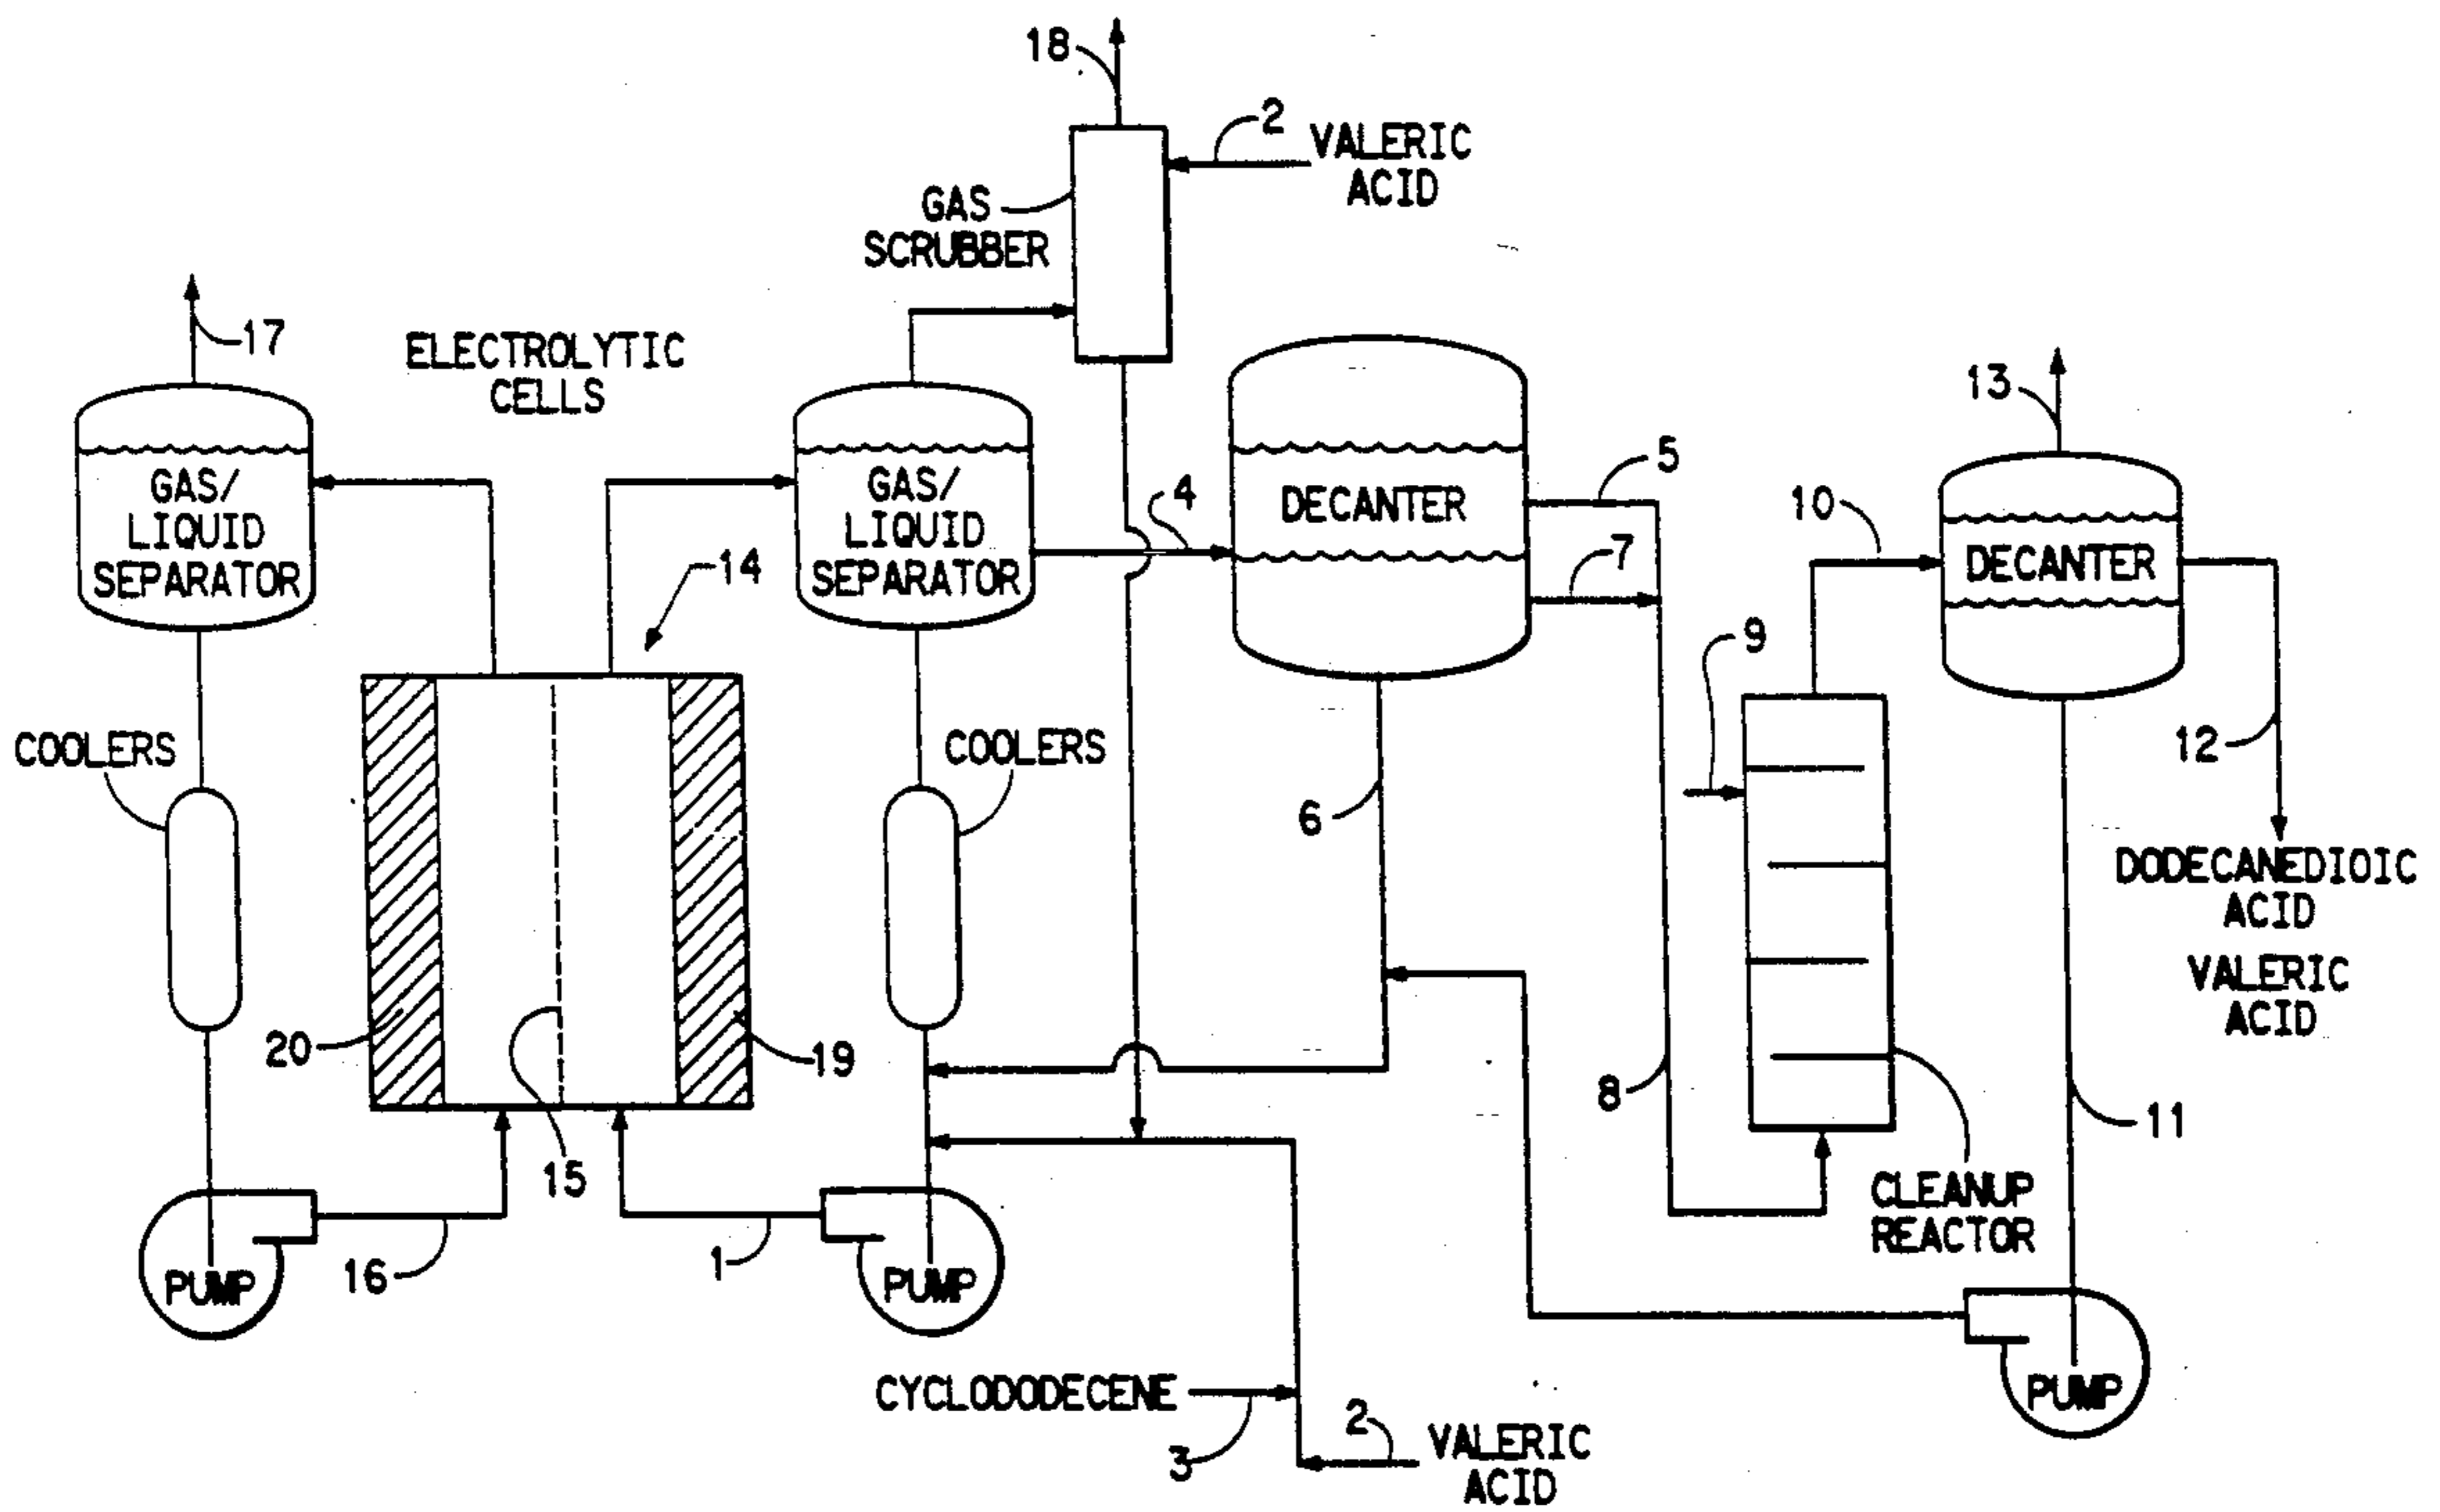 18
2
VALERIC
ACID
GAS
SCRUBBER
17
ELECTROLYTIC
CELLS
13
5
GAS/
LIQUID
SEPARATOR
GAS/
LIQUID
SEPARATOR
4
DECANTER
10
7
14
DECANTER
9
COOLERS
COOLERS
12
6
DODECANEDIOIC
ACID
VALERIC
ACID
20
19
8
11
15
CLEANUP
REACTOR
16
1
PUMP
PUMP
CYCLODODECENE
3
2
VALERIC
ACID
PUMP